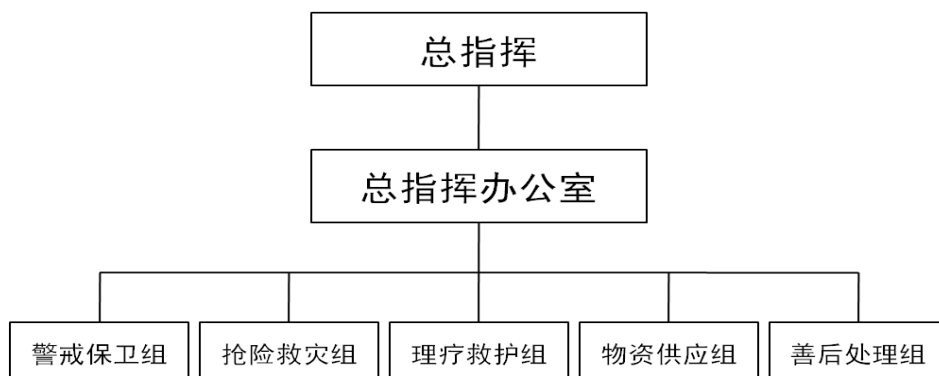 总指挥
总指挥办公室
警戒保卫组
抢险救灾组
理疗救护组
物资供应组
善后处理组